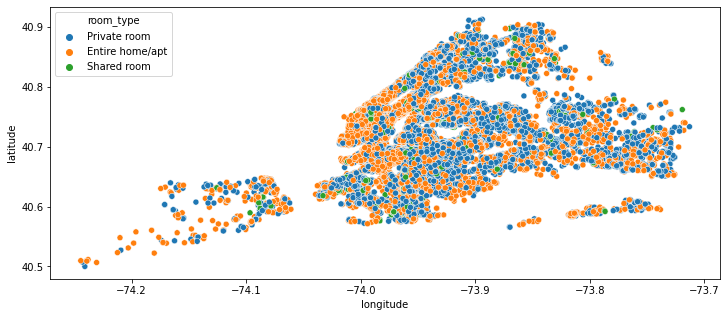 room_type
Private room
Entire home/apt
Shared room
latitude
40.9
40.8
40.7
40.6
40.5
−74.2
−74.1
−74.0
−73.9
−73.8
−73.7
longitude